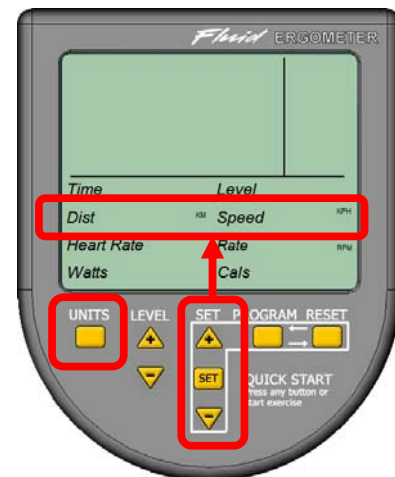 Fluid ERGOMETER
Time Level
Dist KM Speed KPH
Heart Rate Rate RPM
Watts Cals
UNITS LEVEL SET PROGRAM RESET
+ +
SET QUICK START
Press any button or
start exercise
- -